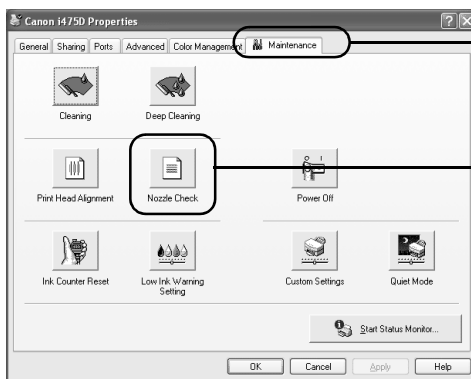 Canon i475D Properties
General Sharing Ports Advanced Color Management Maintenance
Cleaning Deep Cleaning
Print Head Alignment Nozzle Check Power Off
Ink Counter Reset Low Ink Warning Setting Custom Settings Quiet Mode
Start Status Monitor...
OK Cancel Apply Help